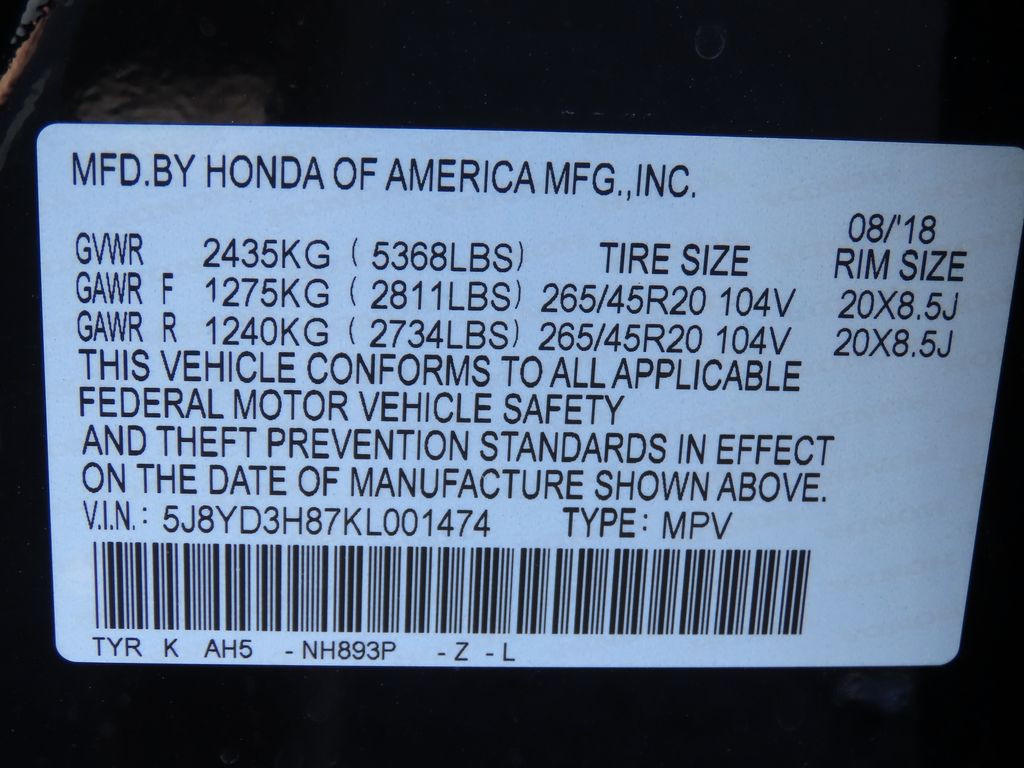 MFD.BY HONDA OF AMERICA MFG.,INC.
08/'18
GVWR 2435KG ( 5368LBS) TIRE SIZE RIM SIZE
GAWR F 1275KG ( 2811LBS) 265/45R20 104V 20X8.5J
GAWR R 1240KG ( 2734LBS) 265/45R20 104V 20X8.5J
THIS VEHICLE CONFORMS TO ALL APPLICABLE
FEDERAL MOTOR VEHICLE SAFETY
AND THEFT PREVENTION STANDARDS IN EFFECT
ON THE DATE OF MANUFACTURE SHOWN ABOVE.
V.I.N.: 5J8YD3H87KL001474 TYPE: MPV
TYR K AH5 -NH893P -Z -L